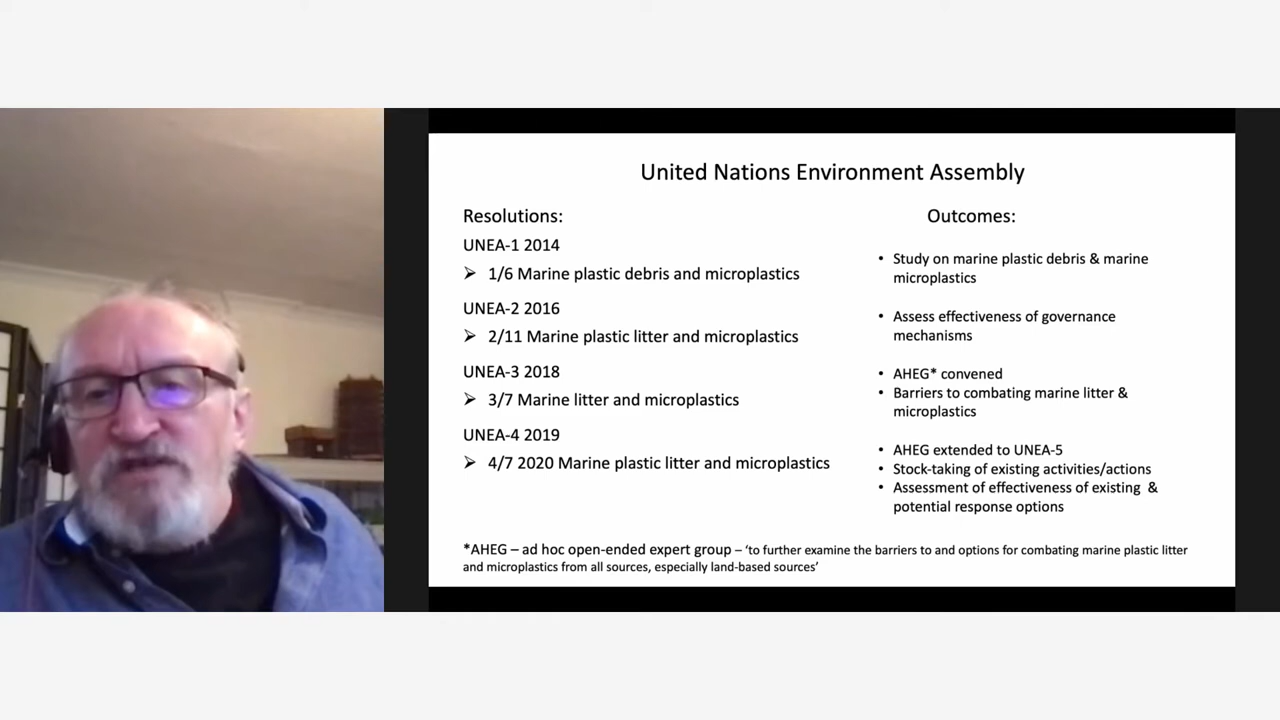 United Nations Environment Assembly
Resolutions:
UNEA-1 2014
➢ 1/6 Marine plastic debris and microplastics
UNEA-2 2016
➢ 2/11 Marine plastic litter and microplastics
UNEA-3 2018
➢ 3/7 Marine litter and microplastics
UNEA-4 2019
➢ 4/7 2020 Marine plastic litter and microplastics
Outcomes:
• Study on marine plastic debris & marine
microplastics
• Assess effectiveness of governance
mechanisms
• AHEG* convened
• Barriers to combating marine litter &
microplastics
• AHEG extended to UNEA-5
• Stock-taking of existing activities/actions
• Assessment of effectiveness of existing &
potential response options
*AHEG – ad hoc open-ended expert group – ‘to further examine the barriers to and options for combating marine plastic litter
and microplastics from all sources, especially land-based sources’